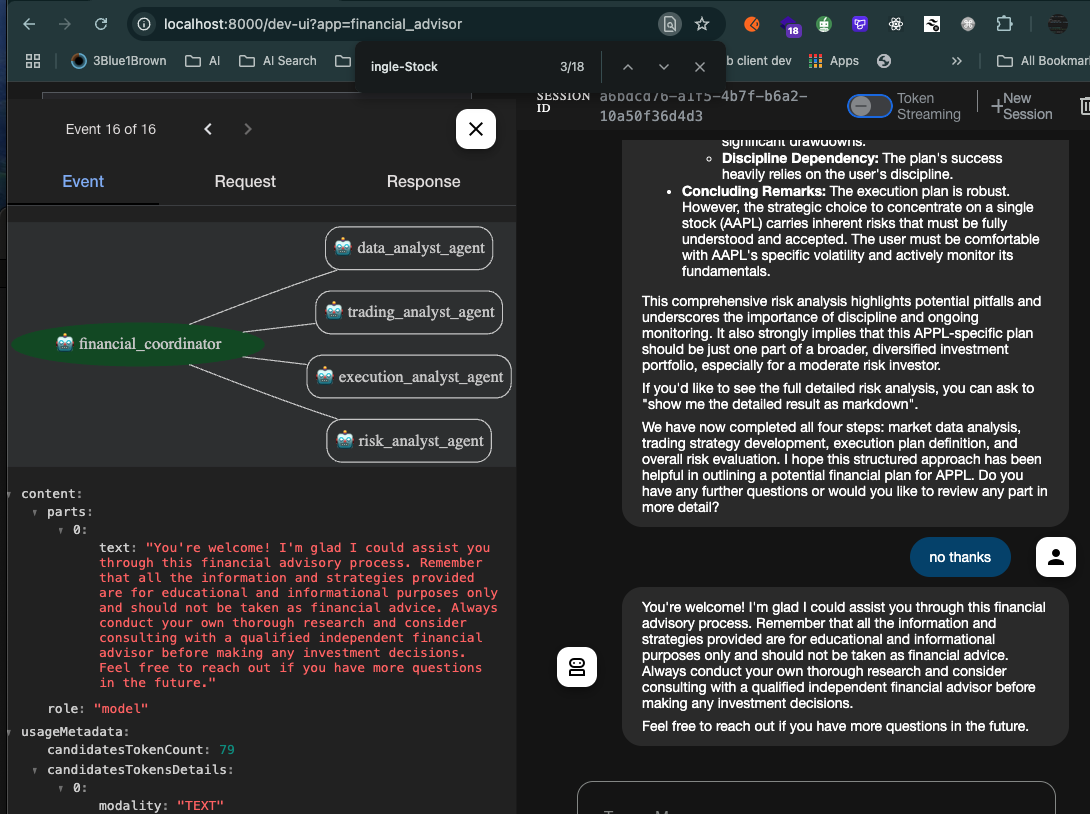 localhost:8000/dev-ui?app=financial_advisor
18
3Blue1Brown
AI
AI Search
b client dev
Apps
»
All Bookmar
ingle-Stock
3/18
Event 16 of 16
Event
Request
Response
data_analyst_agent
trading_analyst_agent
financial_coordinator
execution_analyst_agent
risk_analyst_agent
content:
parts:
0:
text: "You're welcome! I'm glad I could assist you
through this financial advisory process. Remember
that all the information and strategies provided
are for educational and informational purposes only
and should not be taken as financial advice. Always
conduct your own thorough research and consider
consulting with a qualified independent financial
advisor before making any investment decisions.
Feel free to reach out if you have more questions
in the future."
role: "model"
usageMetadata:
candidatesTokenCount: 79
candidatesTokensDetails:
0:
modality: "TEXT"
SESSION
ID
a6bdcd76-a1f5-4b7f-b6a2-
10a50f36d4d3
Token
Streaming
New
Session
significant drawdowns.
Discipline Dependency: The plan's success
heavily relies on the user's discipline.
Concluding Remarks: The execution plan is robust.
However, the strategic choice to concentrate on a single
stock (AAPL) carries inherent risks that must be fully
understood and accepted. The user must be comfortable
with AAPL's specific volatility and actively monitor its
fundamentals.
This comprehensive risk analysis highlights potential pitfalls and
underscores the importance of discipline and ongoing
monitoring. It also strongly implies that this APPL-specific plan
should be just one part of a broader, diversified investment
portfolio, especially for a moderate risk investor.
If you'd like to see the full detailed risk analysis, you can ask to
"show me the detailed result as markdown".
We have now completed all four steps: market data analysis,
trading strategy development, execution plan definition, and
overall risk evaluation. I hope this structured approach has been
helpful in outlining a potential financial plan for APPL. Do you
have any further questions or would you like to review any part in
more detail?
no thanks
You're welcome! I'm glad I could assist you through this financial
advisory process. Remember that all the information and
strategies provided are for educational and informational
purposes only and should not be taken as financial advice.
Always conduct your own thorough research and consider
consulting with a qualified independent financial advisor before
making any investment decisions.
Feel free to reach out if you have more questions in the future.